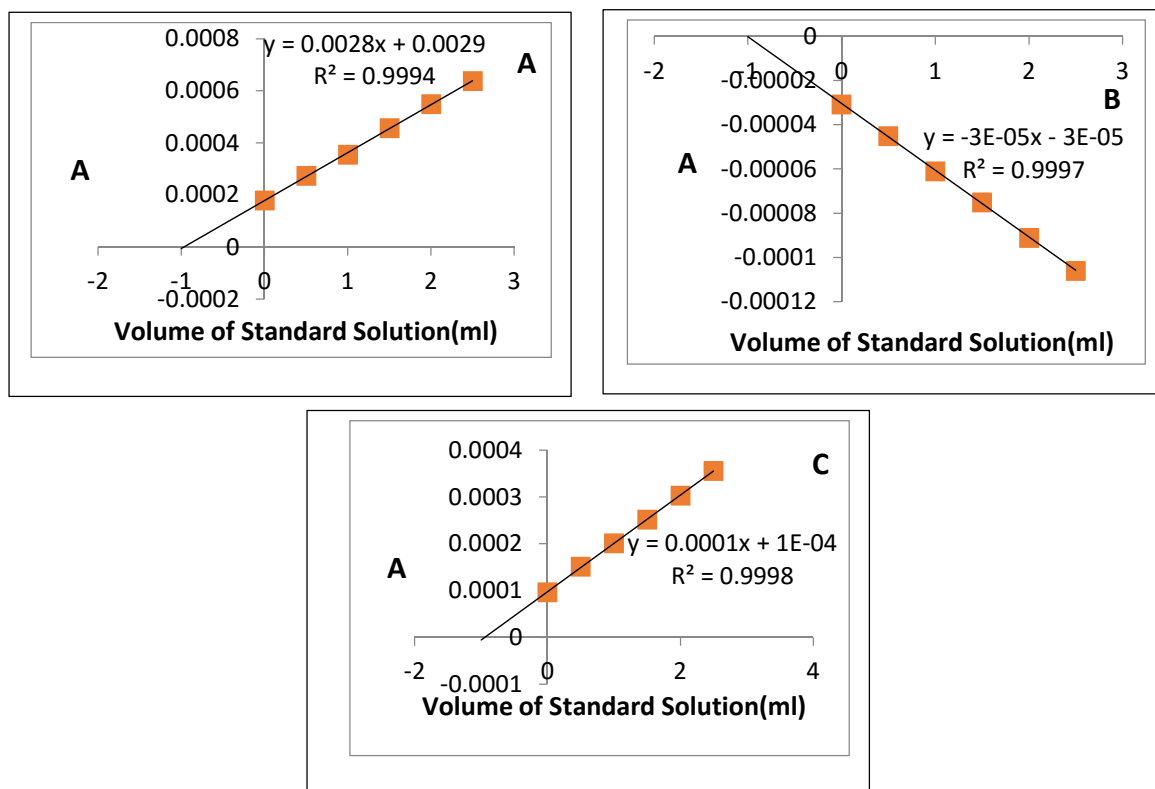 0.0008
y = 0.0028x + 0.0029
A
R² = 0.9994
0.0006
0.0004
A
0.0002
0
-2 -1 0 1 2 3
-0.0002
Volume of Standard Solution(ml)
0
-2 -1 0 1 2 3
-0.00002
B
-0.00004
y = -3E-05x - 3E-05
A
R² = 0.9997
-0.00006
-0.00008
-0.0001
-0.00012
Volume of Standard Solution(ml)
0.0004
C
0.0003
0.0002
y = 0.0001x + 1E-04
A
R² = 0.9998
0.0001
0
-2 0 2 4
-0.0001
Volume of Standard Solution(ml)